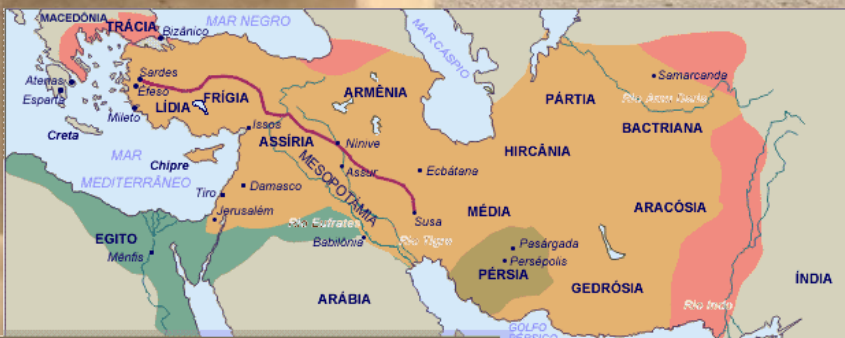 MACEDÔNIA
TRÁCIA
Bizânico
MAR NEGRO
MAR CÁSPIO
Atenas
Esparta
Sardes
Éfeso
Mileto
LÍDIA
FRÍGIA
ARMÊNIA
Samarcanda
PÁRTIA
BACTRIANA
Creta
Issos
ASSÍRIA
Nínive
HIRCÂNIA
MAR
MEDITERRÂNEO
Chipre
MESOPOTÂMIA
Assur
Ecbátana
Tiro
Damasco
Jerusalém
Rio Eufrates
Susa
MÉDIA
ARACÓSIA
EGITO
Mênfis
Babilônia
Rio Tigre
Pasárgada
Persépolis
PÉRSIA
GEDRÓSIA
ÍNDIA
ARÁBIA
Rio Indo
GOLFO
PÉRSICO